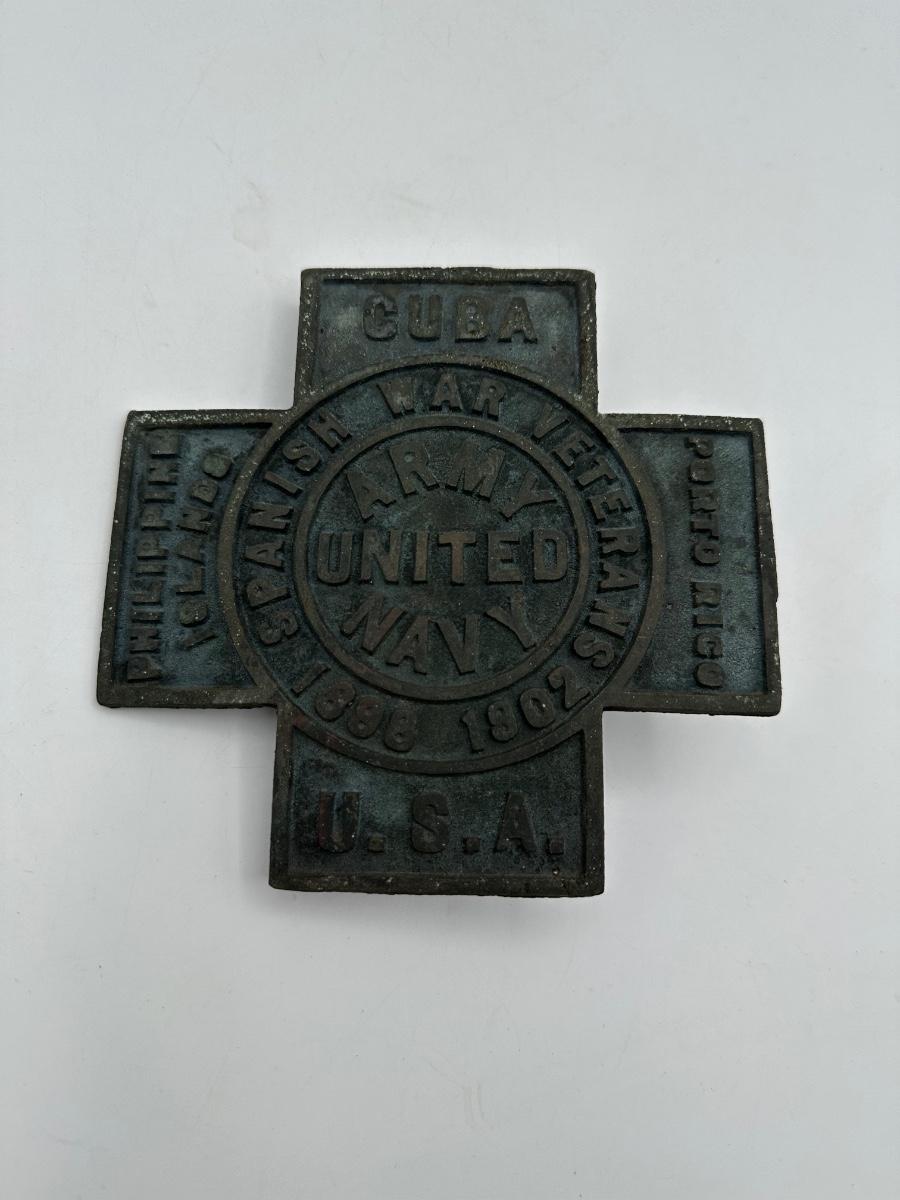 CUBA
SPANISH WAR VETERANS
ARMY
UNITED
NAVY
1898 1902
PHILIPPINE
ISLANDS
PORTO RICO
U.S.A.